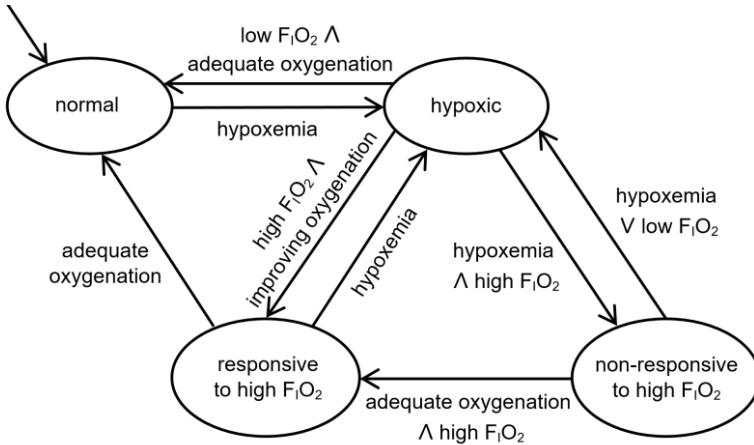 low FIO2 Λ
adequate oxygenation
normal
hypoxic
hypoxemia
high FIO2 Λ
improving oxygenation
hypoxemia
hypoxemia
V low FIO2
adequate
oxygenation
hypoxemia
Λ high FIO2
responsive
to high FIO2
non-responsive
to high FIO2
adequate oxygenation
Λ high FIO2